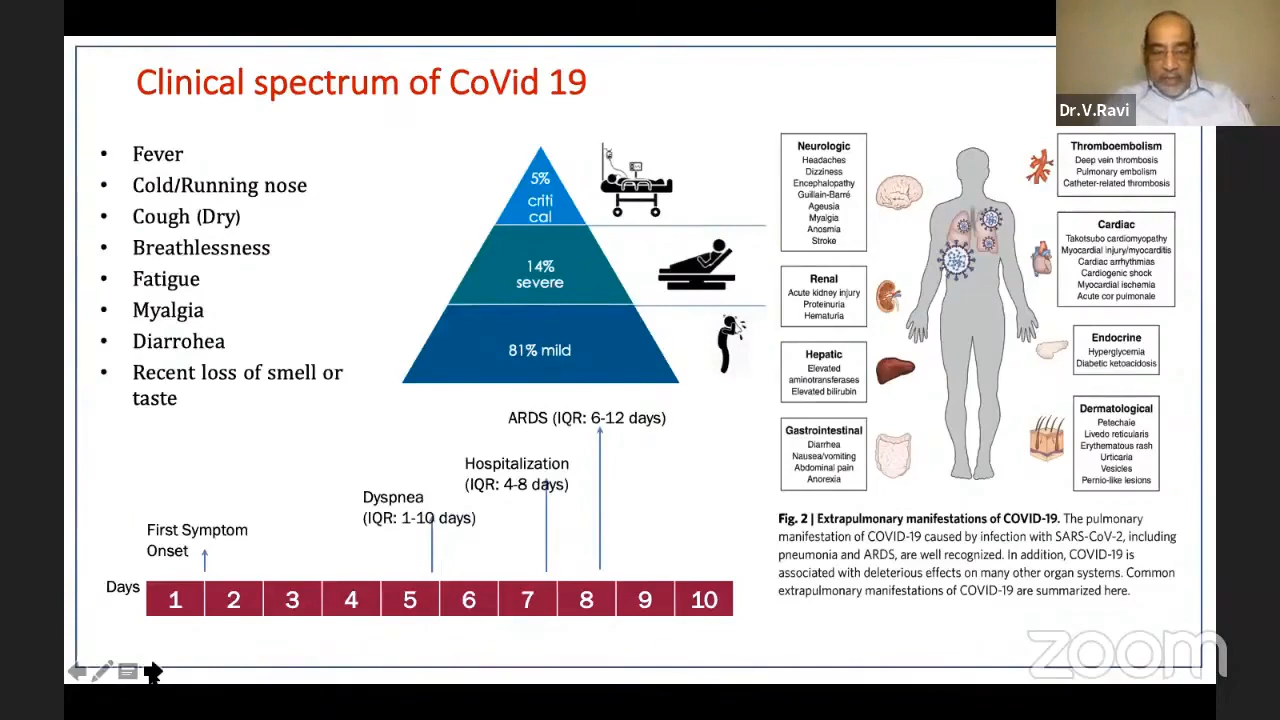 Clinical spectrum of CoVid 19
Dr.V.Ravi
• Fever
• Cold/Running nose
• Cough (Dry)
• Breathlessness
• Fatigue
• Myalgia
• Diarrohea
• Recent loss of smell or
taste
5%
criti
cal
14%
severe
81% mild
ARDS (IQR: 6-12 days)
Hospitalization
(IQR: 4-8 days)
Dyspnea
(IQR: 1-10 days)
First Symptom
Onset
Days 1 2 3 4 5 6 7 8 9 10
Neurologic
Headaches
Dizziness
Encephalopathy
Guillain-Barré
Ageusia
Myalgia
Anosmia
Stroke
Renal
Acute kidney injury
Proteinuria
Hematuria
Hepatic
Elevated
aminotransferases
Elevated bilirubin
Gastrointestinal
Diarrhea
Nausea/vomiting
Abdominal pain
Anorexia
Thromboembolism
Deep vein thrombosis
Pulmonary embolism
Catheter-related thrombosis
Cardiac
Takotsubo cardiomyopathy
Myocardial injury/myocarditis
Cardiac arrhythmias
Cardiogenic shock
Myocardial ischemia
Acute cor pulmonale
Endocrine
Hyperglycemia
Diabetic ketoacidosis
Dermatological
Petechiae
Livedo reticularis
Erythematous rash
Urticaria
Vesicles
Pernio-like lesions
Fig. 2 | Extrapulmonary manifestations of COVID-19. The pulmonary
manifestation of COVID-19 caused by infection with SARS-CoV-2, including
pneumonia and ARDS, are well recognized. In addition, COVID-19 is
associated with deleterious effects on many other organ systems. Common
extrapulmonary manifestations of COVID-19 are summarized here.
zoom